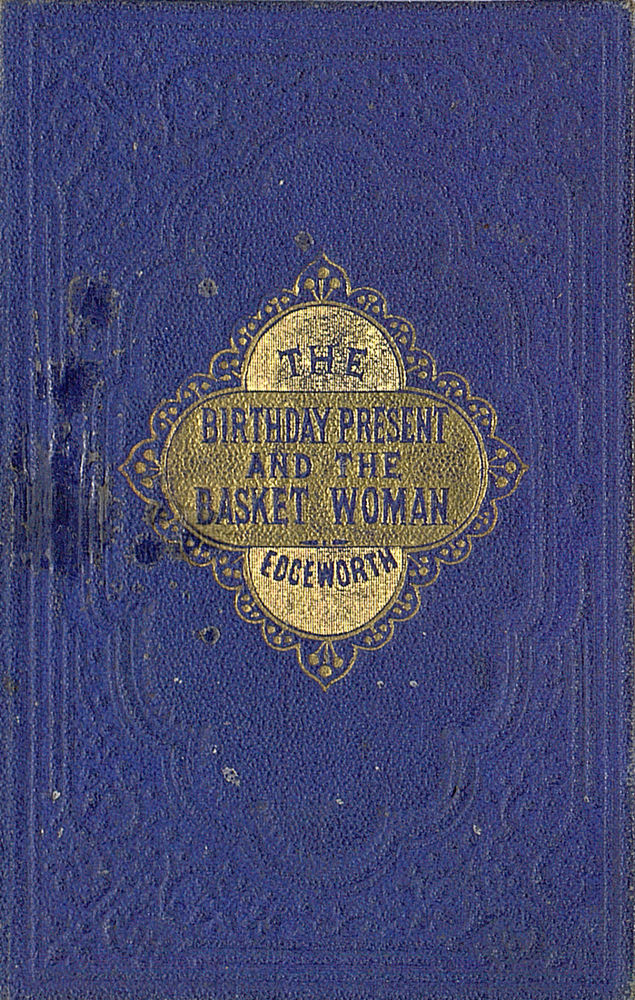 THE
BIRTHDAY PRESENT
AND THE
BASKET WOMAN
EDGEWORTH